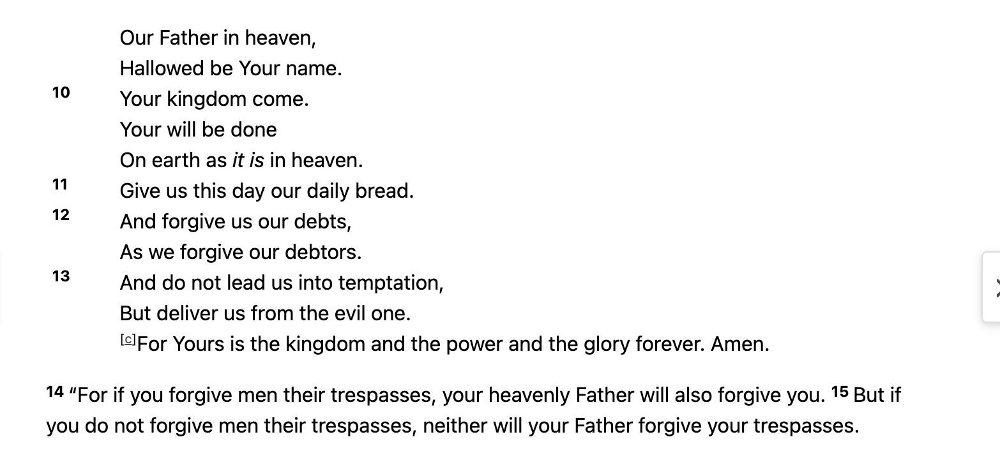 Our Father in heaven,
Hallowed be Your name.
10 Your kingdom come.
Your will be done
On earth as it is in heaven.
11 Give us this day our daily bread.
12 And forgive us our debts,
As we forgive our debtors.
13 And do not lead us into temptation,
But deliver us from the evil one.
[c]For Yours is the kingdom and the power and the glory forever. Amen.
14 “For if you forgive men their trespasses, your heavenly Father will also forgive you. 15 But if
you do not forgive men their trespasses, neither will your Father forgive your trespasses.